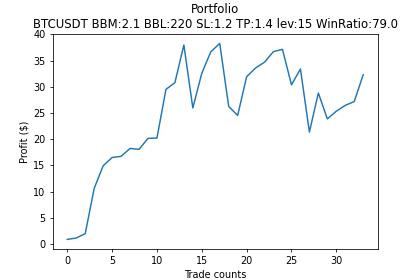 Portfolio
BTCUSDT BBM:2.1 BBL:220 SL:1.2 TP:1.4 lev:15 WinRatio:79.0
40
35
30
25
20
15
10
5
0
Profit ($)
0 5 10 15 20 25 30
Trade counts